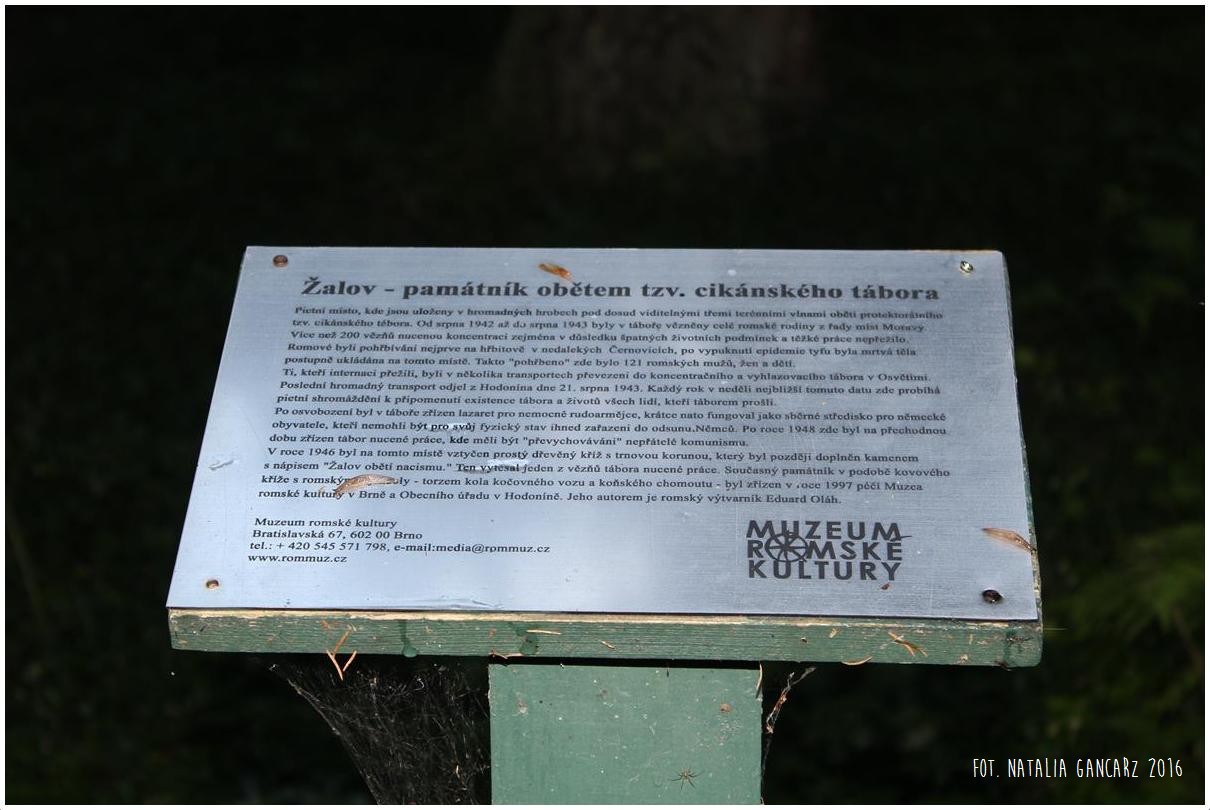 Žalov - památník obětem tzv. cikánského tábora
Pietní místo, kde jsou uloženy v hromadných hrobech pod dosud viditelnými třemi terénními vlnami oběti protektorátního
tzv. cikánského tábora. Od srpna 1942 až do srpna 1943 byly v táboře vězněny celé romské rodiny z řady míst Moravy.
Více než 200 vězňů nucenou koncentraci zejména v důsledku špatných životních podmínek a těžké práce nepřežilo.
Romové byli pohřbívání nejprve na hřbitově v nedalekých Černovicích, po vypuknutí epidemie tyfu byla mrtvá těla
postupně ukládána na tomto místě. Takto "pohřbeno" zde bylo 121 romských mužů, žen a dětí.
Ti, kteří internaci přežili, byli v několika transportech převezeni do koncentračního a vyhlazovacího tábora v Osvětimi.
Poslední hromadný transport odjel z Hodonína dne 21. srpna 1943. Každý rok v neděli nejbližší tomuto datu zde probíhá
pietní shromáždění k připomenutí existence tábora a životů všech lidí, kteří táborem prošli.
Po osvobození byl v táboře zřízen lazaret pro nemocné rudoarmějce, krátce nato fungoval jako sběrné středisko pro německé
obyvatele, kteří nemohli být pro svůj fyzický stav ihned zařazeni do odsunu.Němců. Po roce 1948 zde byl na přechodnou
dobu zřízen tábor nucené práce, kde měli být "převychovávání" nepřátelé komunismu.
V roce 1946 byl na tomto místě vztyčen prostý dřevěný kříž s trnovou korunou, který byl později doplněn kamenem
s nápisem "Žalov obětí nacismu." Ten vytesal jeden z vězňů tábora nucené práce. Současný památník v podobě kovového
kříže s romskými - torzem kola kočovného vozu a koňského chomoutu - byl zřízen v roce 1997 péčí Muzea
romské kultury v Brně a Obecního úřadu v Hodoníně. Jeho autorem je romský výtvarník Eduard Oláh.
Muzeum romské kultury
Bratislavská 67, 602 00 Brno
tel.: + 420 545 571 798, e-mail:media@rommuz.cz
www.rommuz.cz
MUZEUM
ROMSKÉ
KULTURY
FOT. NATALIA GANCARZ 2016